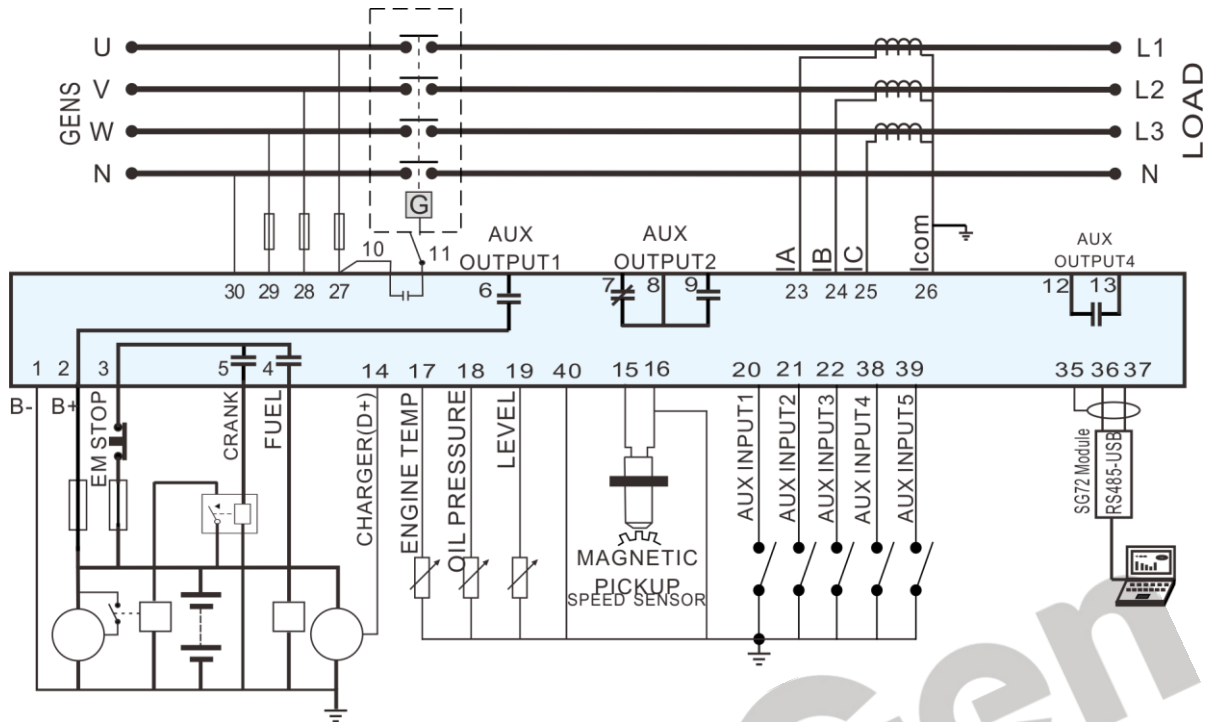 U
L1
V
L2
W
L3
N
N
GENS
LOAD
G
10
11
AUX
OUTPUT1
AUX
OUTPUT2
IA
IB
IC
Icom
AUX
OUTPUT4
30
29
28
27
6
7
8
9
23
24
25
26
12
13
1
2
3
5
4
14
17
18
19
40
15
16
20
21
22
38
39
35
36
37
B-
B+
EM STOP
CRANK
FUEL
CHARGER(D+)
ENGINE TEMP
OIL PRESSURE
LEVEL
MAGNETIC
PICKUP
SPEED SENSOR
AUX INPUT1
AUX INPUT2
AUX INPUT3
AUX INPUT4
AUX INPUT5
SG72 Module
RS485-USB
Gen